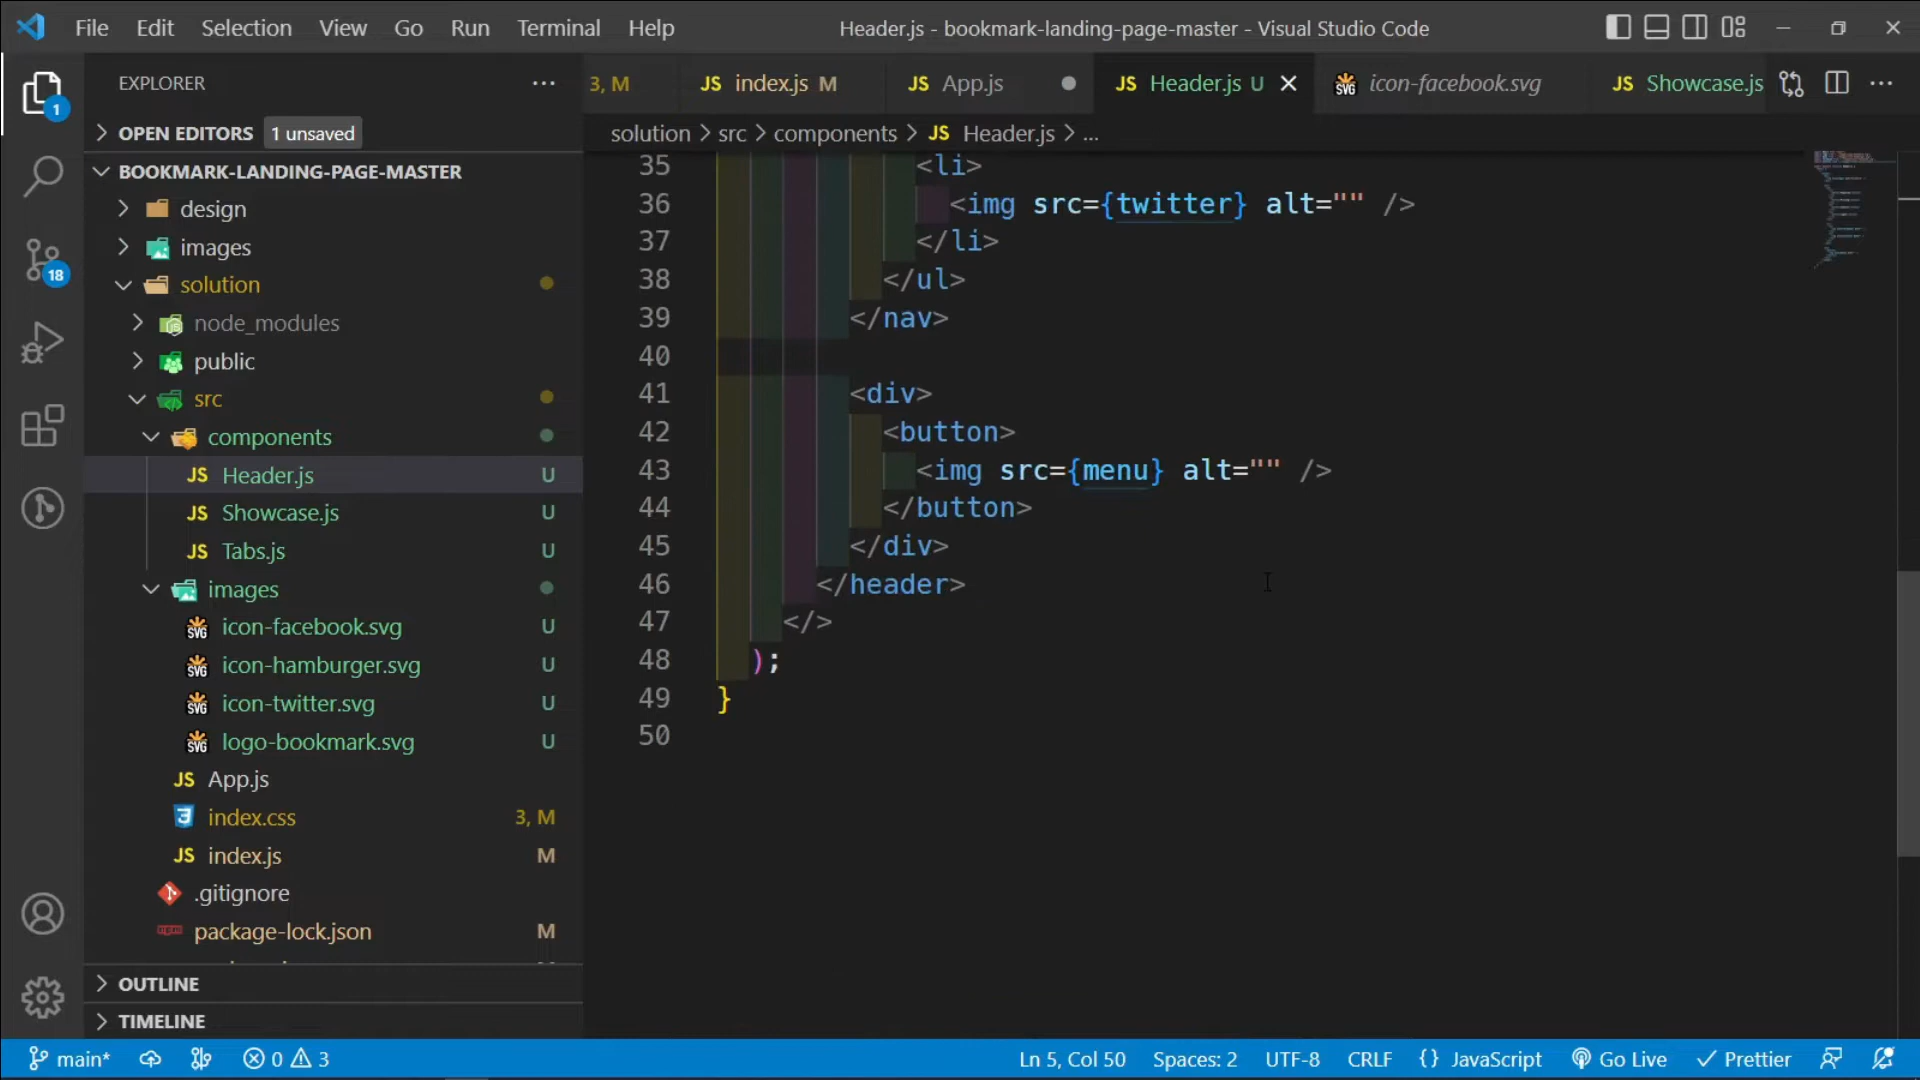 File Edit Selection View Go Run Terminal Help Header.js - bookmark-landing-page-master - Visual Studio Code
EXPLORER
3, M JS index.js M JS App.js JS Header.js U icon-facebook.svg JS Showcase.js
OPEN EDITORS 1 unsaved
solution > src > components > JS Header.js > ...
BOOKMARK-LANDING-PAGE-MASTER
design
images
solution
node_modules
public
src
components
JS Header.js U
JS Showcase.js U
JS Tabs.js U
images
SVG icon-facebook.svg U
SVG icon-hamburger.svg U
SVG icon-twitter.svg U
SVG logo-bookmark.svg U
JS App.js
index.css 3, M
JS index.js M
.gitignore
package-lock.json M
OUTLINE
TIMELINE
1
18
35 <li>
36 <img src={twitter} alt="" />
37 </li>
38 </ul>
39 </nav>
40
41 <div>
42 <button>
43 <img src={menu} alt="" />
44 </button>
45 </div>
46 </header>
47 </>
48 );
49 }
50
main* 0 3 Ln 5, Col 50 Spaces: 2 UTF-8 CRLF {} JavaScript Go Live Prettier